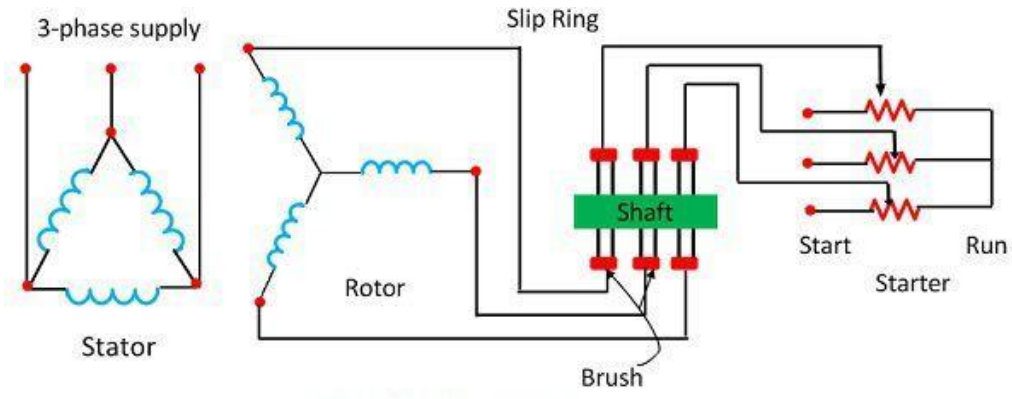 3-phase supply
Slip Ring
Shaft
Start
Run
Rotor
Starter
Stator
Brush